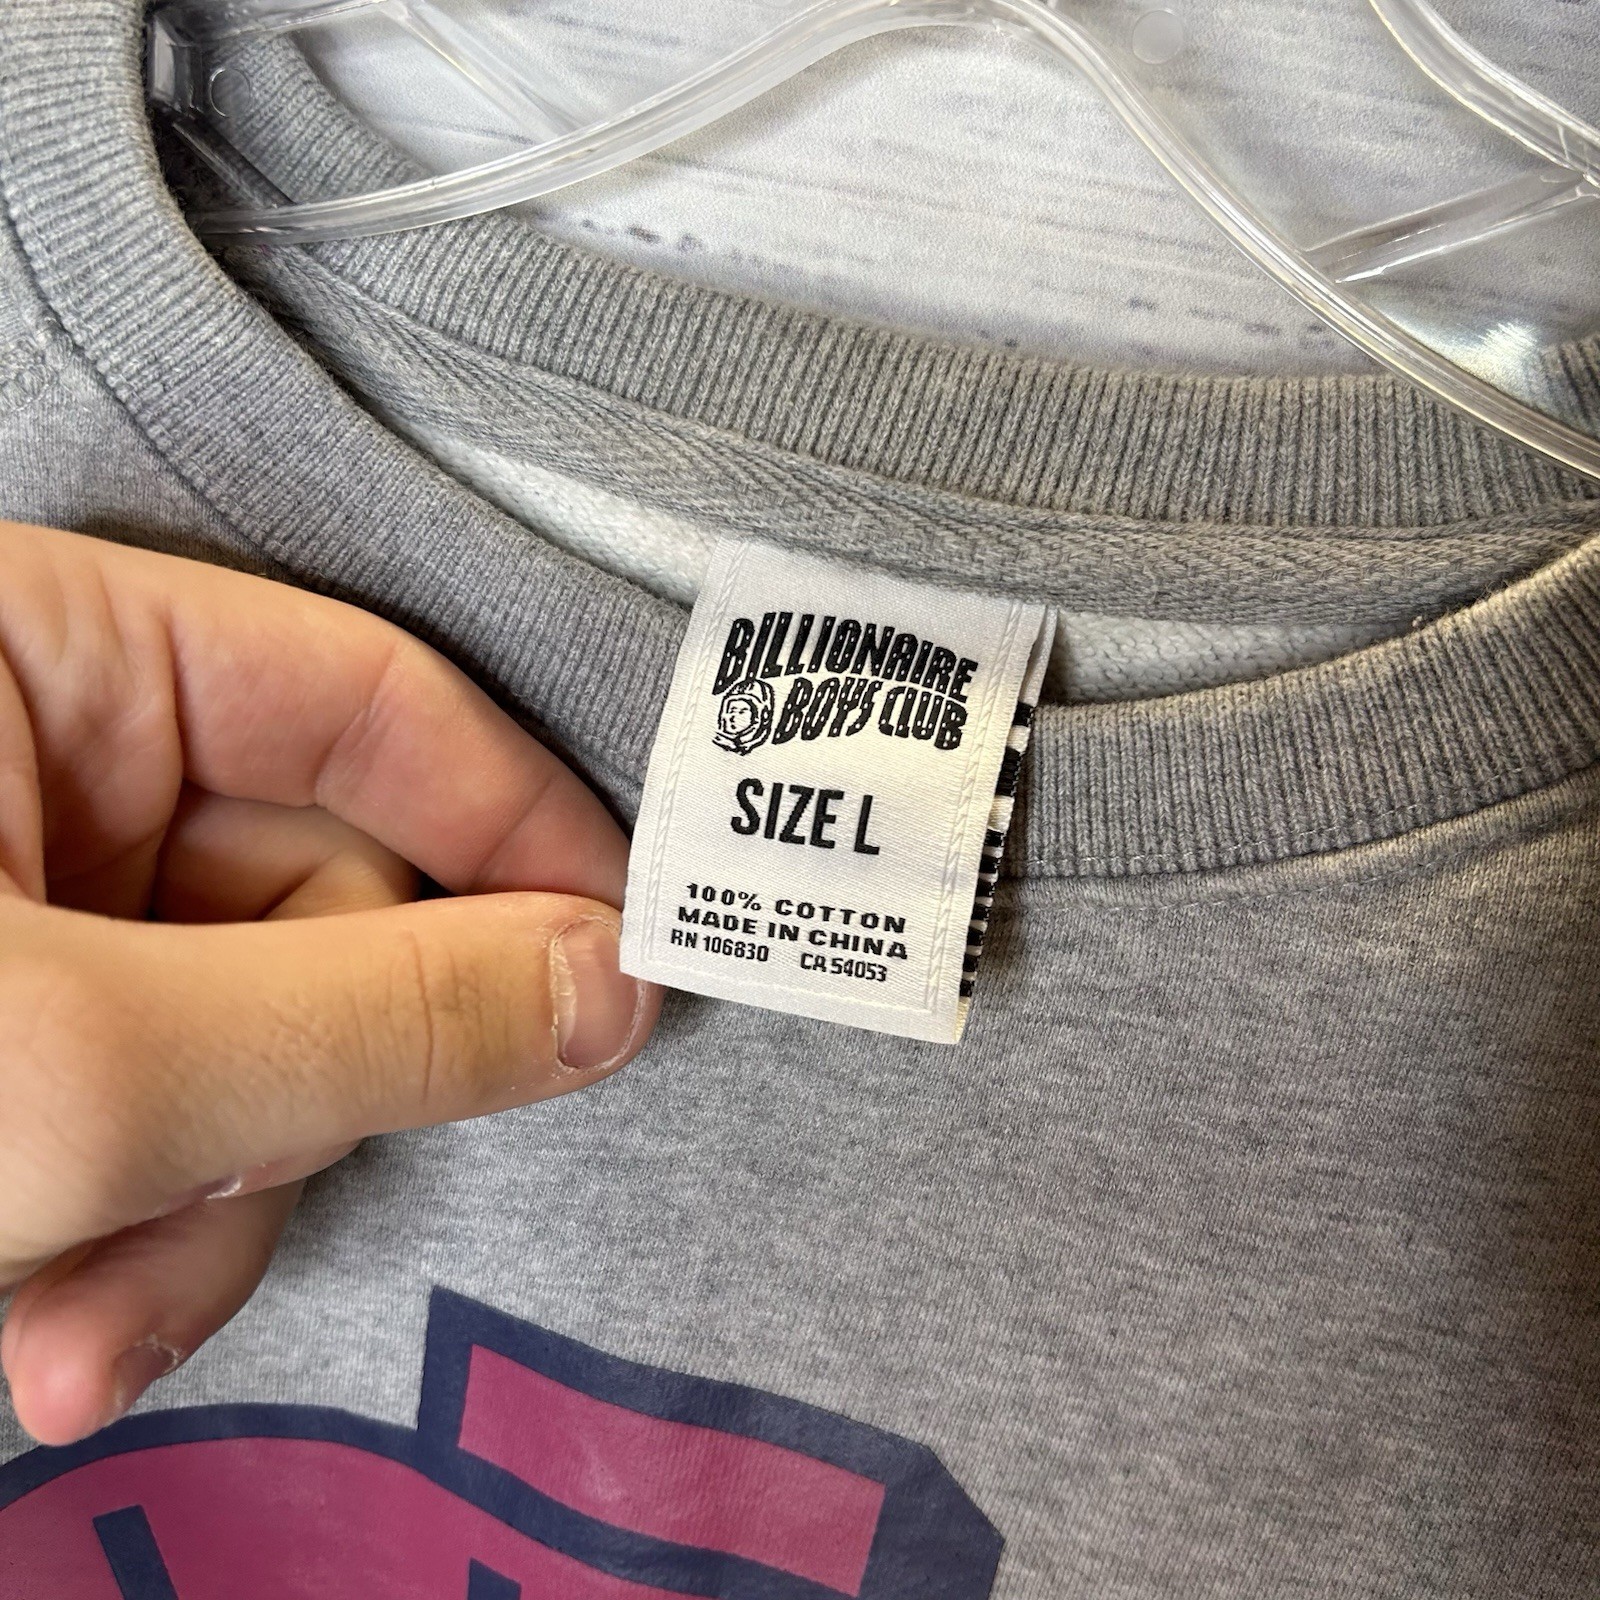 BILLIONAIRE
BOYS CLUB
SIZE L
100% COTTON
MADE IN CHINA
RN 106830 CA 54053